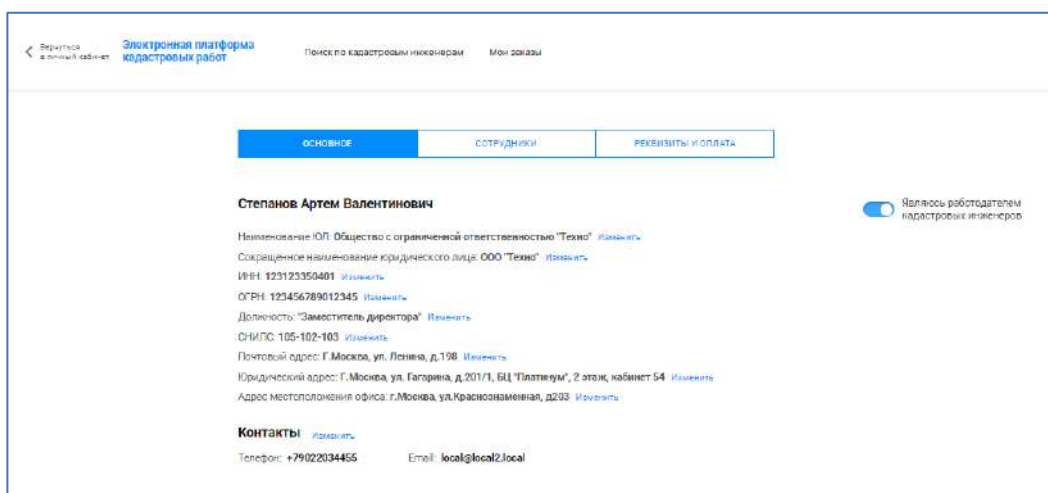 Вернуться
в личный кабинет
Электронная платформа
кадастровых работ
Поиск по кадастровым инженерам
Мои заказы
ОСНОВНОЕ
СОТРУДНИКИ
РЕКВИЗИТЫ И ОПЛАТА
Степанов Артем Валентинович
Являюсь работодателем
кадастровых инженеров
Наименование ЮЛ: Общество с ограниченной ответственностью "Техно" Изменить
Сокращенное наименование юридического лица: ООО "Техно" Изменить
ИНН: 123123350401 Изменить
ОГРН: 123456789012345 Изменить
Должность: "Заместитель директора" Изменить
СНИЛС: 105-102-103 Изменить
Почтовый адрес: Г.Москва, ул. Ленина, д.198 Изменить
Юридический адрес: Г.Москва, ул. Гагарина, д.201/1, БЦ "Платинум", 2 этаж, кабинет 54 Изменить
Адрес местоположения офиса: г.Москва, ул.Краснознаменная, д203 Изменить
Контакты Изменить
Телефон: +79022034455 Email: local@local2.local